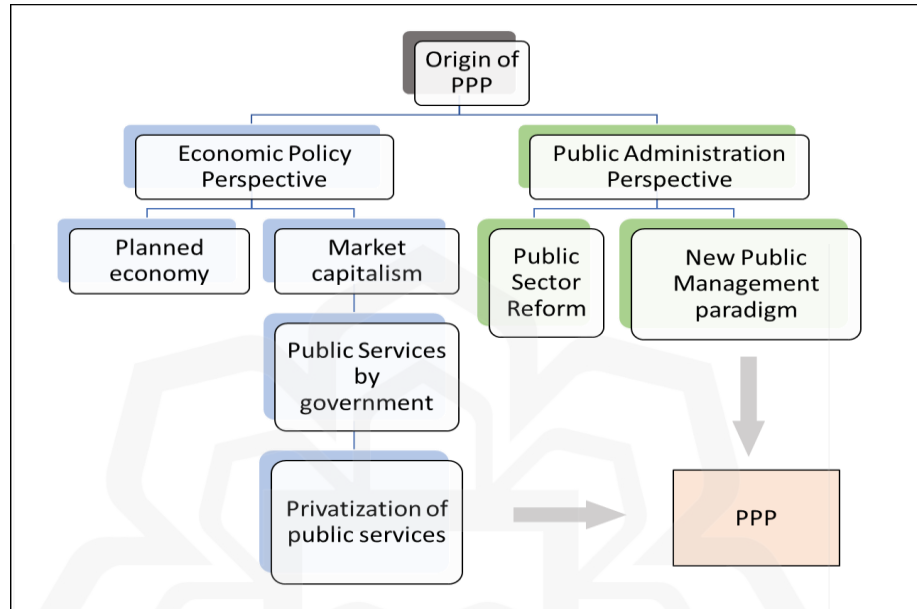 Origin of
PPP
Economic Policy
Perspective
Public Administration
Perspective
Planned
economy
Market
capitalism
Public
Sector
Reform
New Public
Management
paradigm
Public Services
by
government
Privatization of
public services
PPP